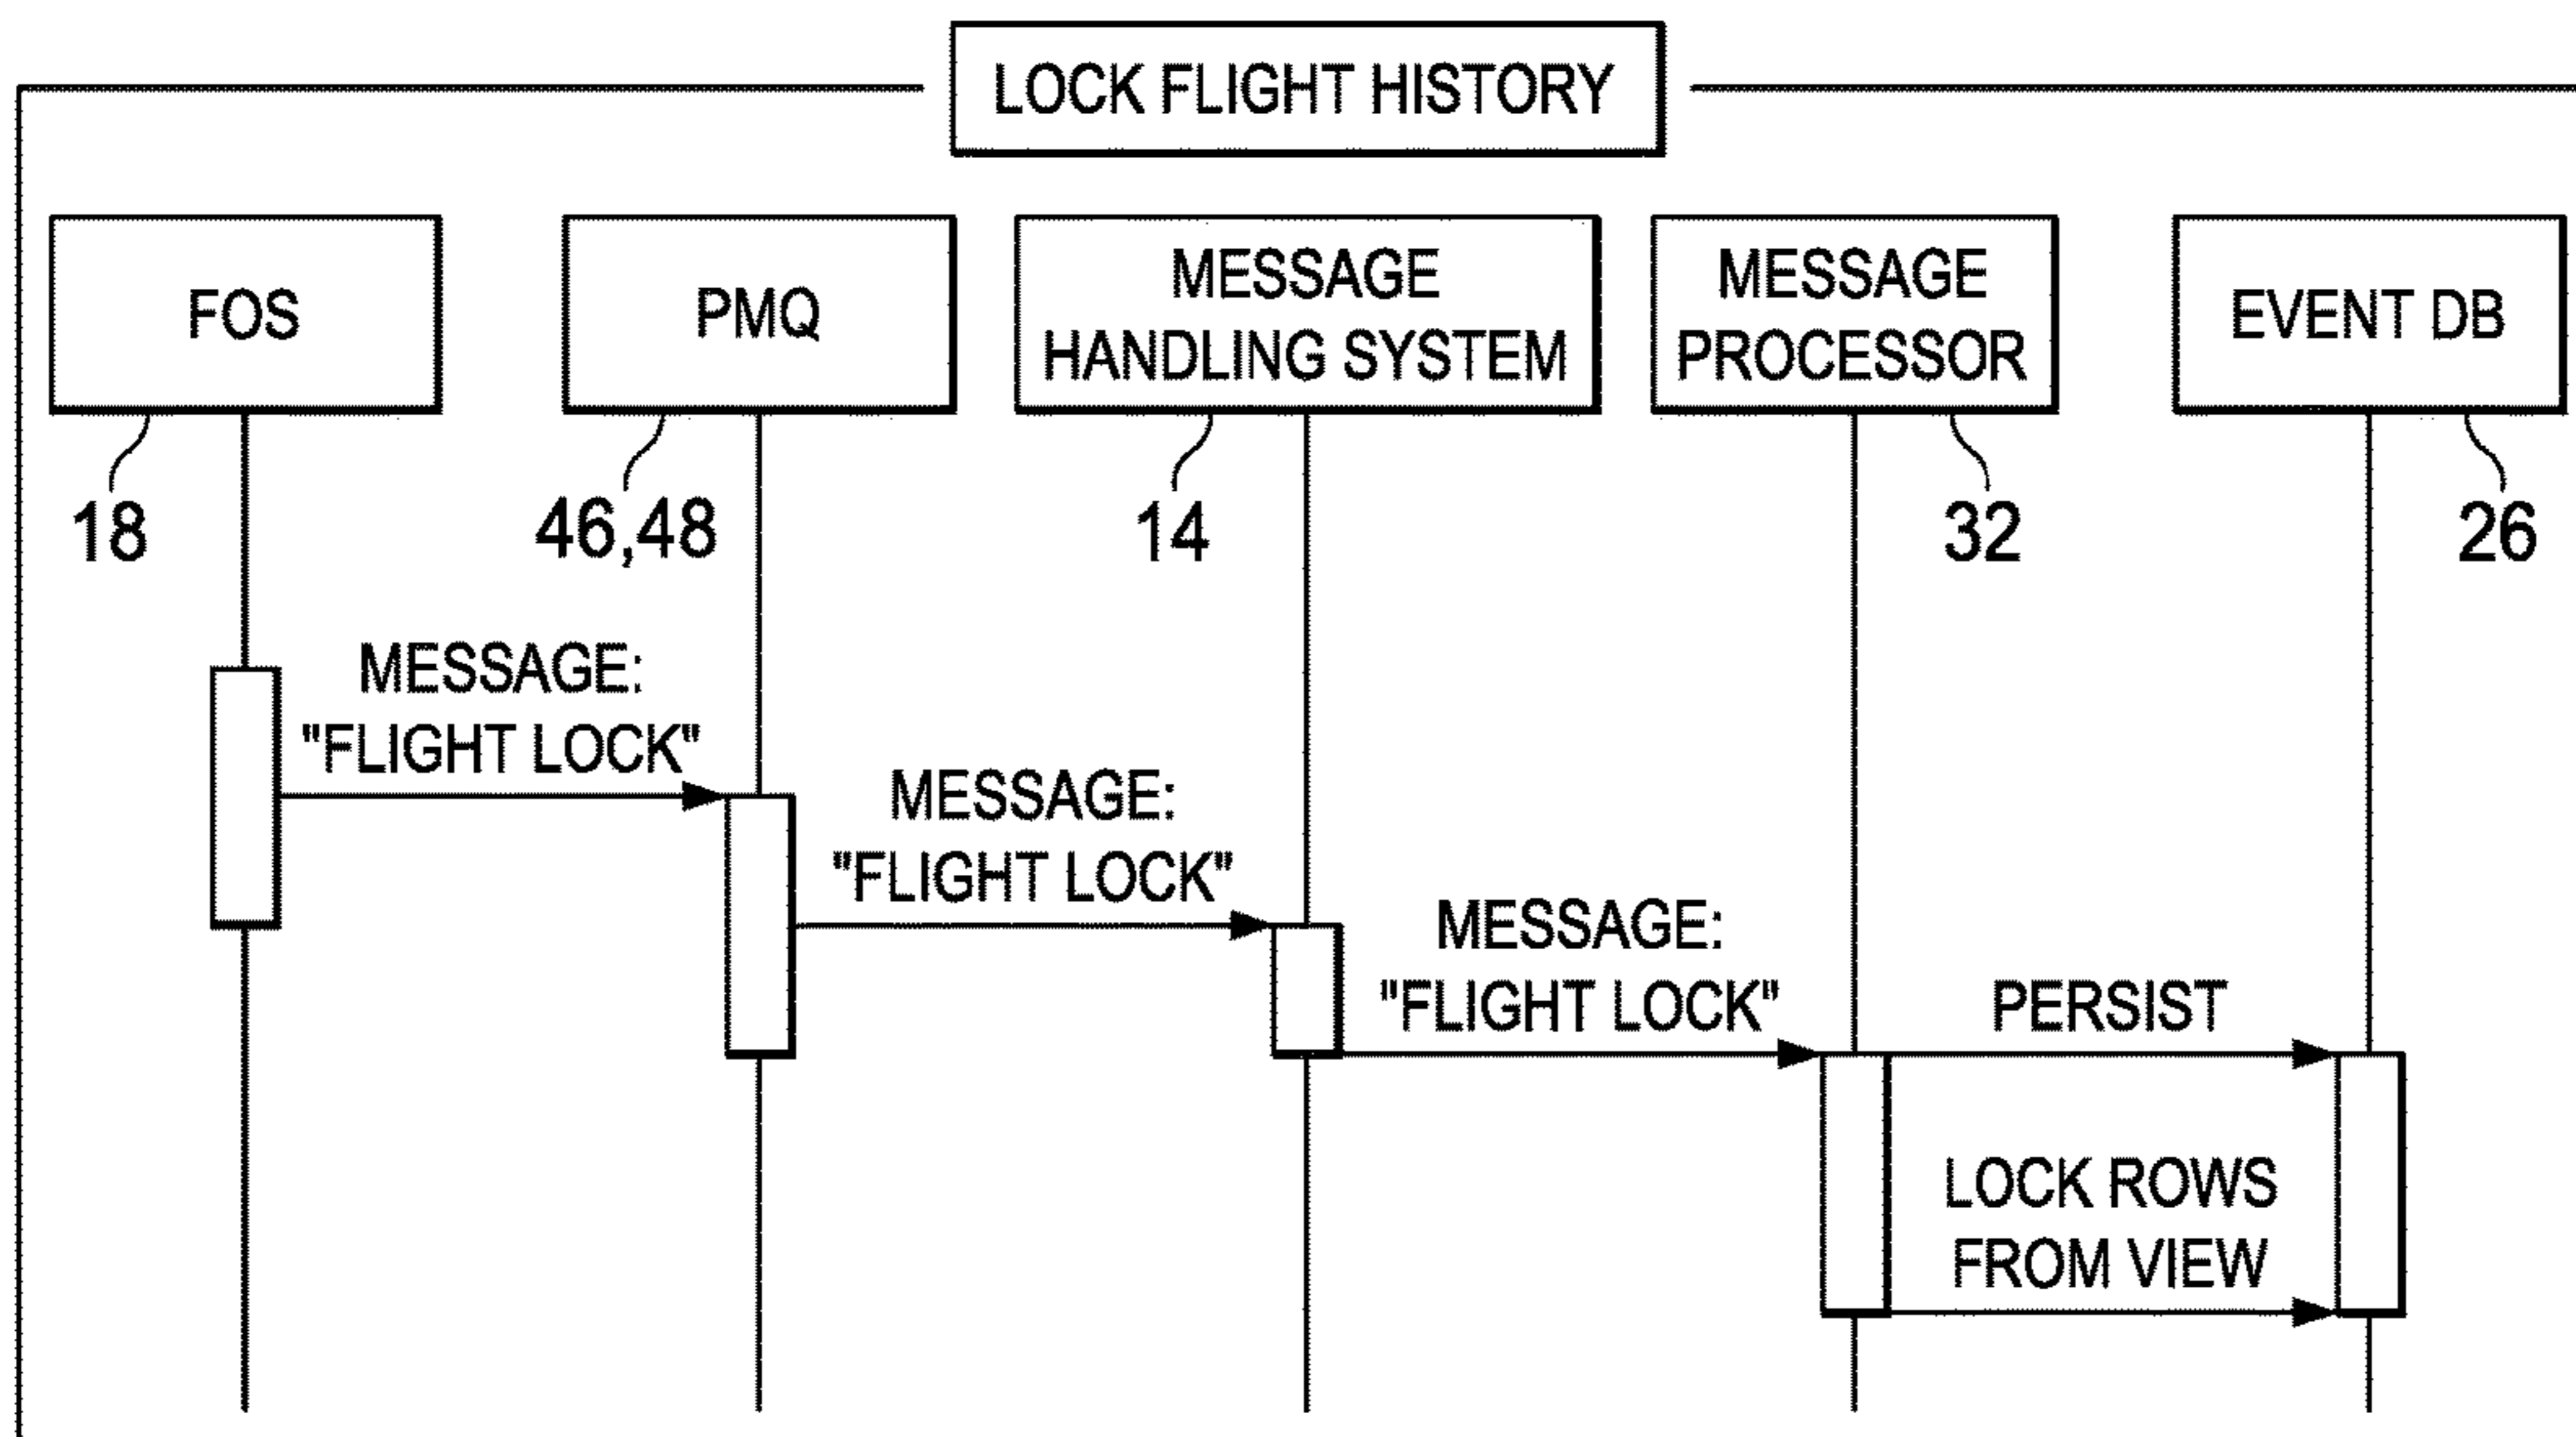 LOCK FLIGHT HISTORY
FOS
PMQ
MESSAGE
HANDLING SYSTEM
MESSAGE
PROCESSOR
EVENT DB
18
46,48
14
32
26
MESSAGE:
"FLIGHT LOCK"
MESSAGE:
"FLIGHT LOCK"
MESSAGE:
"FLIGHT LOCK"
PERSIST
LOCK ROWS
FROM VIEW